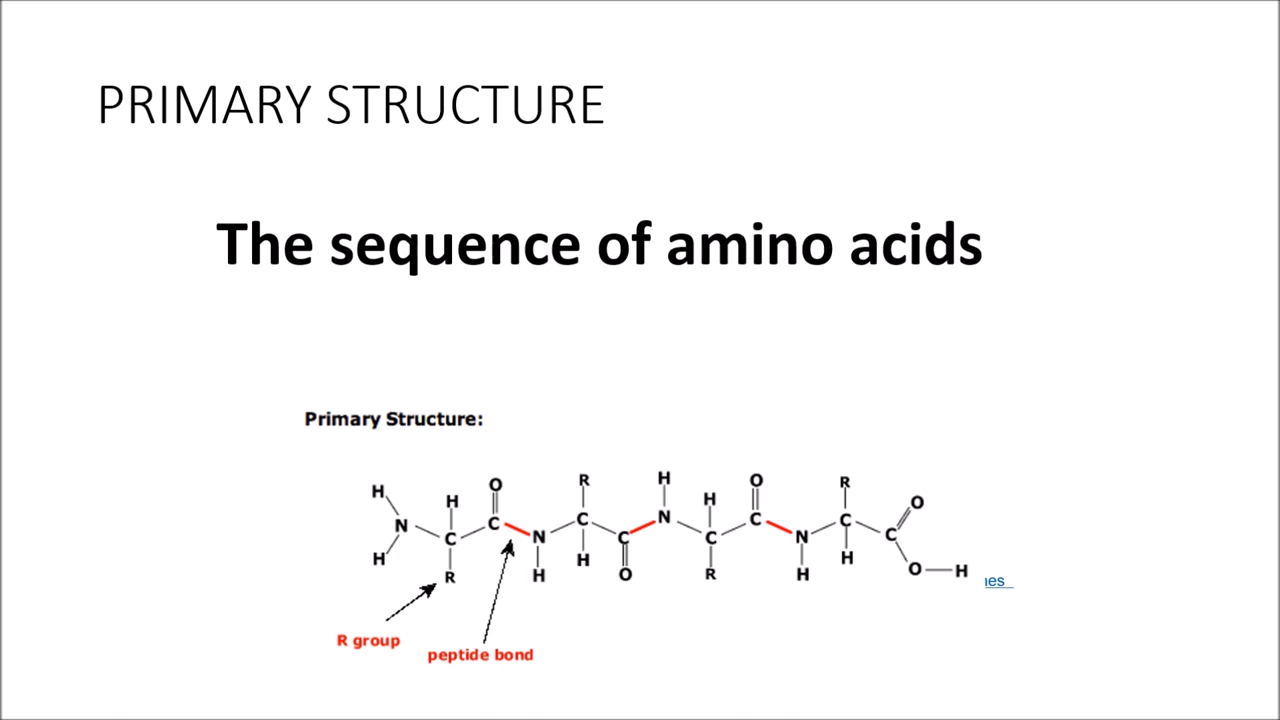 PRIMARY STRUCTURE
The sequence of amino acids
Primary Structure:
H O R H H O R O
H H
N C C N C C N C C N C C
H R H H O R H H O H
R group
peptide bond